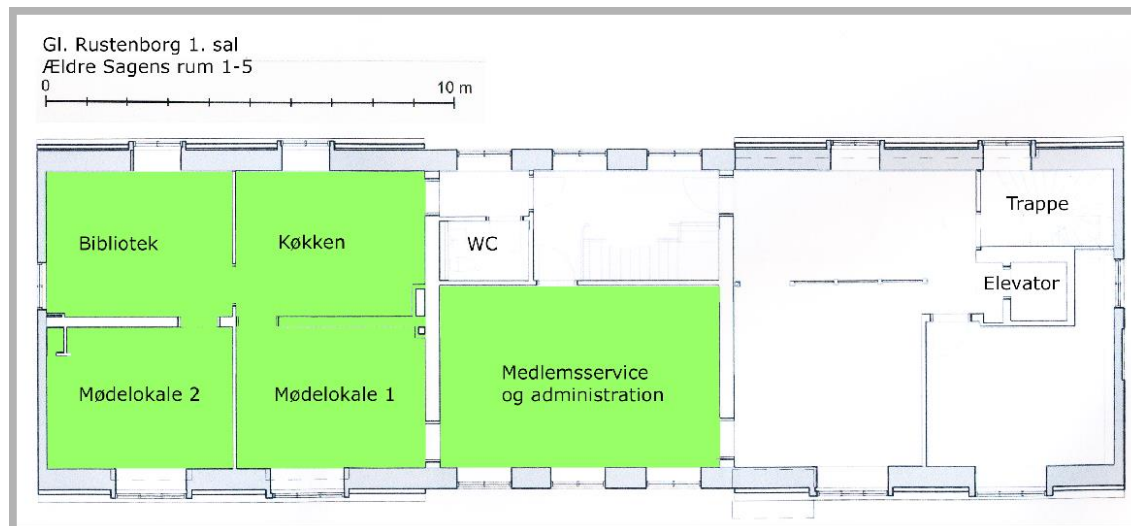 Gl. Rustenborg 1. sal
Ældre Sagens rum 1-5
0 10 m
Trappe
Bibliotek
Køkken
WC
Elevator
Mødelokale 2
Mødelokale 1
Medlemsservice
og administration